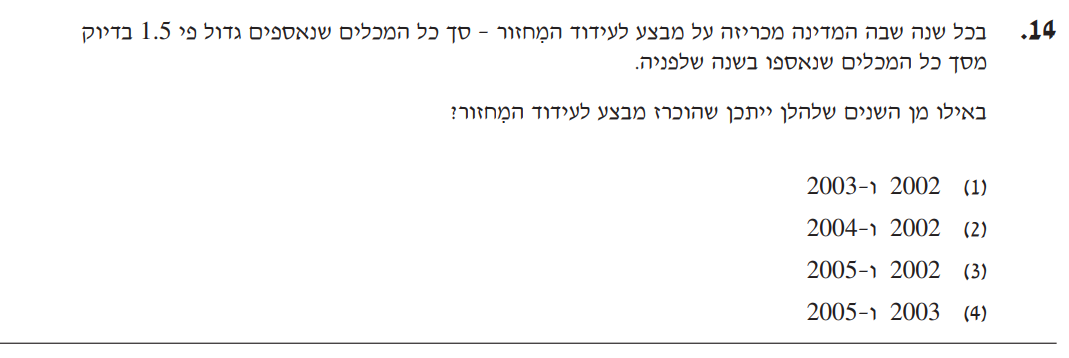 14. בכל שנה שבה המדינה מכריזה על מבצע לעידוד המִחזור - סך כל המכלים שנאספים גדול פי 1.5 בדיוק
מסך כל המכלים שנאספו בשנה שלפניה.
באילו מן השנים שלהלן ייתכן שהוכרז מבצע לעידוד המִחזור?
(1) 2002 ו-2003
(2) 2002 ו-2004
(3) 2002 ו-2005
(4) 2003 ו-2005